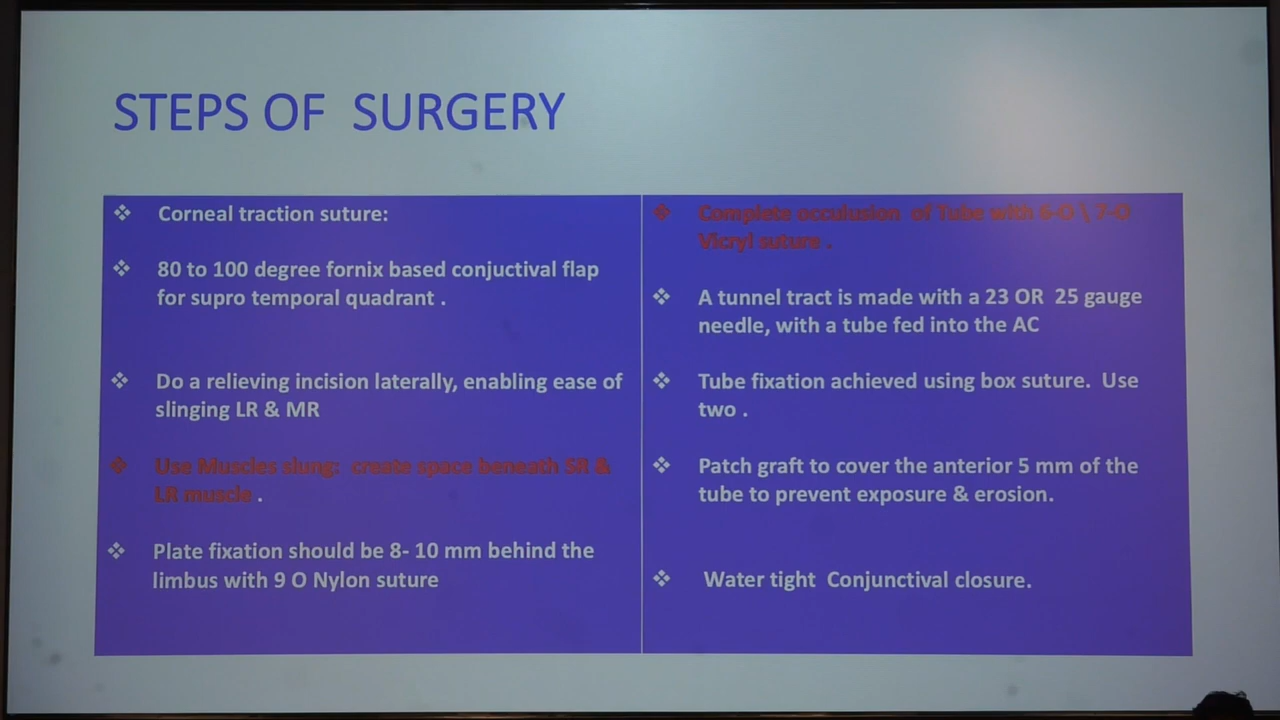 STEPS OF SURGERY
❖ Corneal traction suture:
❖ 80 to 100 degree fornix based conjuctival flap
for supro temporal quadrant .
❖ Do a relieving incision laterally, enabling ease of
slinging LR & MR
❖ Use Muscles slung: create space beneath SR &
LR muscle .
❖ Plate fixation should be 8- 10 mm behind the
limbus with 9 O Nylon suture
❖ Complete occulusion of Tube with 6-O \ 7-O
Vicryl suture .
❖ A tunnel tract is made with a 23 OR 25 gauge
needle, with a tube fed into the AC
❖ Tube fixation achieved using box suture. Use
two .
❖ Patch graft to cover the anterior 5 mm of the
tube to prevent exposure & erosion.
❖ Water tight Conjunctival closure.